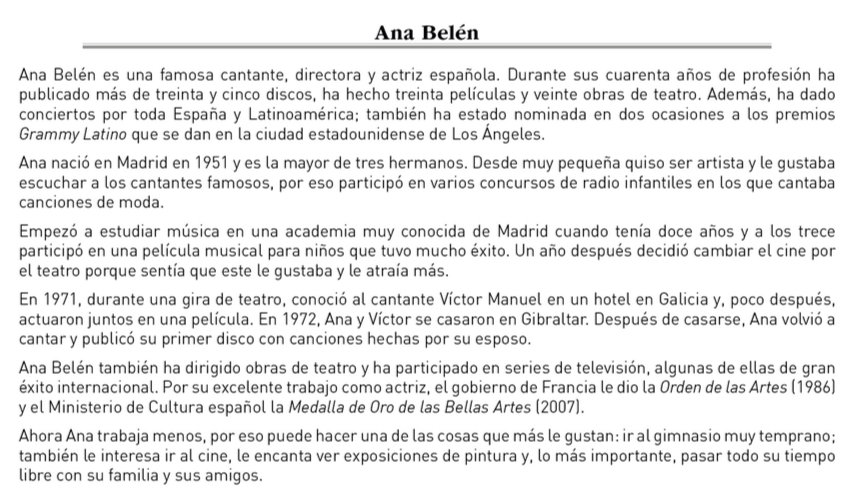 Ana Belén
Ana Belén es una famosa cantante, directora y actriz española. Durante sus cuarenta años de profesión ha
publicado más de treinta y cinco discos, ha hecho treinta películas y veinte obras de teatro. Además, ha dado
conciertos por toda España y Latinoamérica; también ha estado nominada en dos ocasiones a los premios
Grammy Latino que se dan en la ciudad estadounidense de Los Ángeles.
Ana nació en Madrid en 1951 y es la mayor de tres hermanos. Desde muy pequeña quiso ser artista y le gustaba
escuchar a los cantantes famosos, por eso participó en varios concursos de radio infantiles en los que cantaba
canciones de moda.
Empezó a estudiar música en una academia muy conocida de Madrid cuando tenía doce años y a los trece
participó en una película musical para niños que tuvo mucho éxito. Un año después decidió cambiar el cine por
el teatro porque sentía que este le gustaba y le atraía más.
En 1971, durante una gira de teatro, conoció al cantante Víctor Manuel en un hotel en Galicia y, poco después,
actuaron juntos en una película. En 1972, Ana y Víctor se casaron en Gibraltar. Después de casarse, Ana volvió a
cantar y publicó su primer disco con canciones hechas por su esposo.
Ana Belén también ha dirigido obras de teatro y ha participado en series de televisión, algunas de ellas de gran
éxito internacional. Por su excelente trabajo como actriz, el gobierno de Francia le dio la Orden de las Artes (1986)
y el Ministerio de Cultura español la Medalla de Oro de las Bellas Artes (2007).
Ahora Ana trabaja menos, por eso puede hacer una de las cosas que más le gustan: ir al gimnasio muy temprano;
también le interesa ir al cine, le encanta ver exposiciones de pintura y, lo más importante, pasar todo su tiempo
libre con su familia y sus amigos.